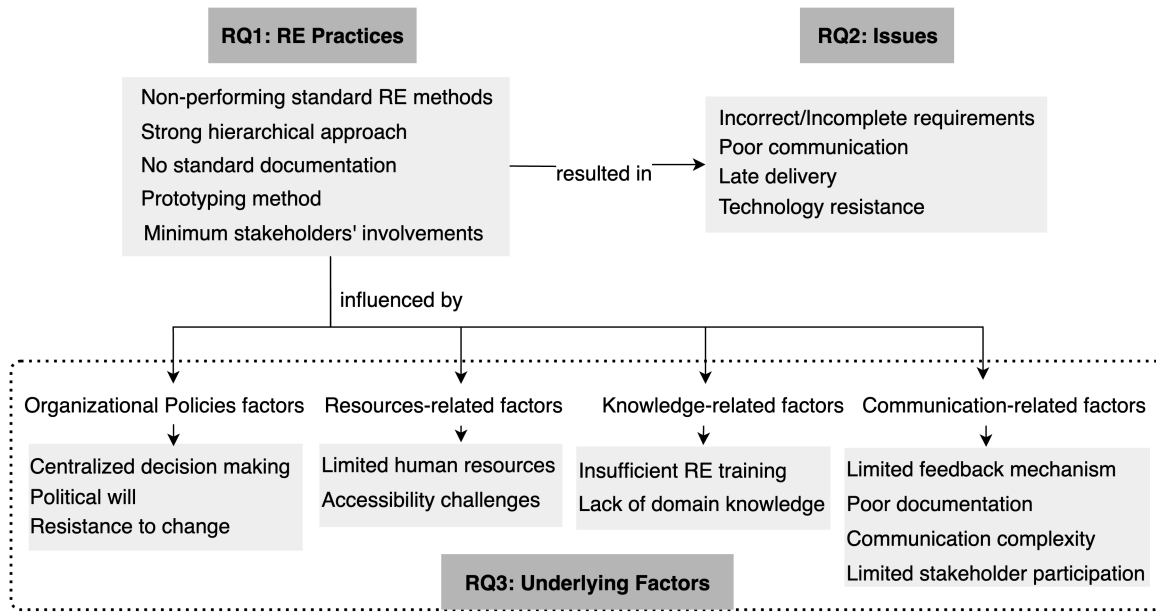 RQ1: RE Practices
RQ2: Issues
Non-performing standard RE methods
Strong hierarchical approach
No standard documentation
Prototyping method
Minimum stakeholders' involvements
resulted in
Incorrect/Incomplete requirements
Poor communication
Late delivery
Technology resistance
influenced by
Organizational Policies factors
Resources-related factors
Knowledge-related factors
Communication-related factors
Centralized decision making
Political will
Resistance to change
Limited human resources
Accessibility challenges
Insufficient RE training
Lack of domain knowledge
Limited feedback mechanism
Poor documentation
Communication complexity
Limited stakeholder participation
RQ3: Underlying Factors